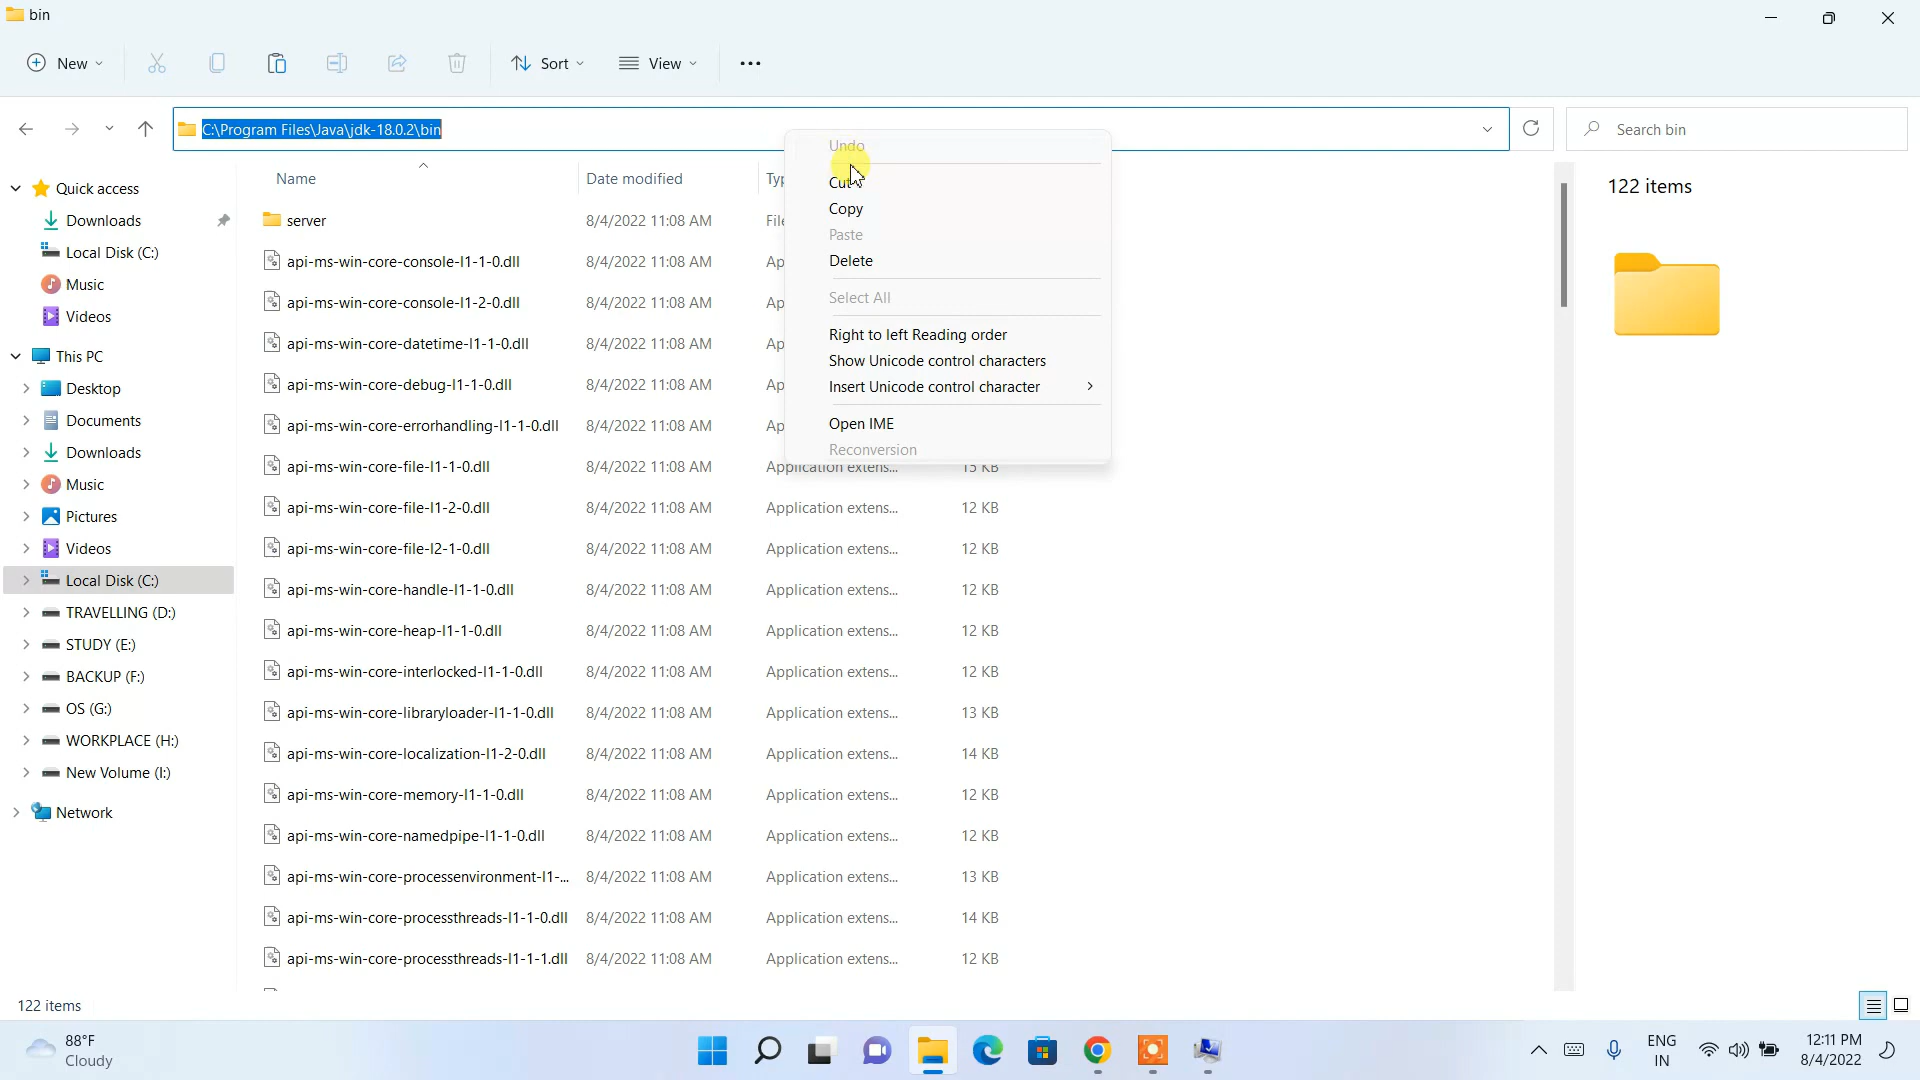 bin
New
Sort
View
C:\Program Files\Java\jdk-18.0.2\bin
Search bin
Quick access
Downloads
Local Disk (C:)
Music
Videos
This PC
Desktop
Documents
Downloads
Music
Pictures
Videos
Local Disk (C:)
TRAVELLING (D:)
STUDY (E:)
BACKUP (F:)
OS (G:)
WORKPLACE (H:)
New Volume (I:)
Network
Name Date modified
server 8/4/2022 11:08 AM
api-ms-win-core-console-l1-1-0.dll 8/4/2022 11:08 AM
api-ms-win-core-console-l1-2-0.dll 8/4/2022 11:08 AM
api-ms-win-core-datetime-l1-1-0.dll 8/4/2022 11:08 AM
api-ms-win-core-debug-l1-1-0.dll 8/4/2022 11:08 AM
api-ms-win-core-errorhandling-l1-1-0.dll 8/4/2022 11:08 AM
api-ms-win-core-file-l1-1-0.dll 8/4/2022 11:08 AM Application extens... 15 KB
api-ms-win-core-file-l1-2-0.dll 8/4/2022 11:08 AM Application extens... 12 KB
api-ms-win-core-file-l2-1-0.dll 8/4/2022 11:08 AM Application extens... 12 KB
api-ms-win-core-handle-l1-1-0.dll 8/4/2022 11:08 AM Application extens... 12 KB
api-ms-win-core-heap-l1-1-0.dll 8/4/2022 11:08 AM Application extens... 12 KB
api-ms-win-core-interlocked-l1-1-0.dll 8/4/2022 11:08 AM Application extens... 12 KB
api-ms-win-core-libraryloader-l1-1-0.dll 8/4/2022 11:08 AM Application extens... 13 KB
api-ms-win-core-localization-l1-2-0.dll 8/4/2022 11:08 AM Application extens... 14 KB
api-ms-win-core-memory-l1-1-0.dll 8/4/2022 11:08 AM Application extens... 12 KB
api-ms-win-core-namedpipe-l1-1-0.dll 8/4/2022 11:08 AM Application extens... 12 KB
api-ms-win-core-processenvironment-l1-... 8/4/2022 11:08 AM Application extens... 13 KB
api-ms-win-core-processthreads-l1-1-0.dll 8/4/2022 11:08 AM Application extens... 14 KB
api-ms-win-core-processthreads-l1-1-1.dll 8/4/2022 11:08 AM Application extens... 12 KB
Undo
Cut
Copy
Paste
Delete
Select All
Right to left Reading order
Show Unicode control characters
Insert Unicode control character
Open IME
Reconversion
122 items
122 items
88°F
Cloudy
ENG
IN
12:11 PM
8/4/2022